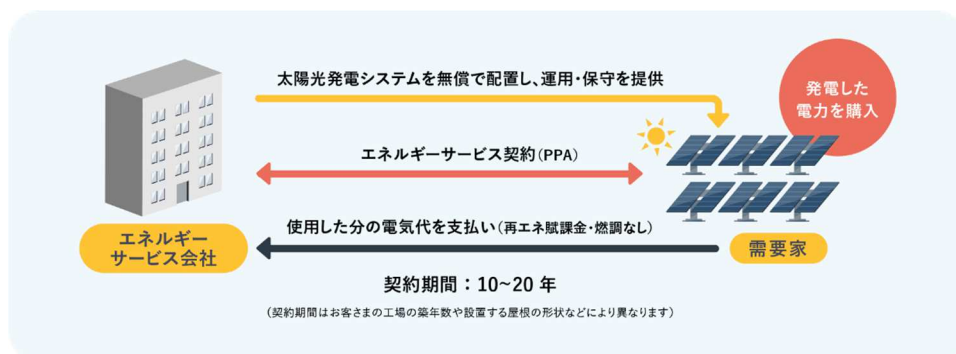 太陽光発電システムを無償で配置し、運用・保守を提供
発電した
電力を購入
エネルギーサービス契約（PPA）
使用した分の電気代を支払い（再エネ賦課金・燃調なし）
エネルギー
サービス会社
需要家
契約期間：10~20 年
（契約期間はお客さまの工場の築年数や設置する屋根の形状などにより異なります）